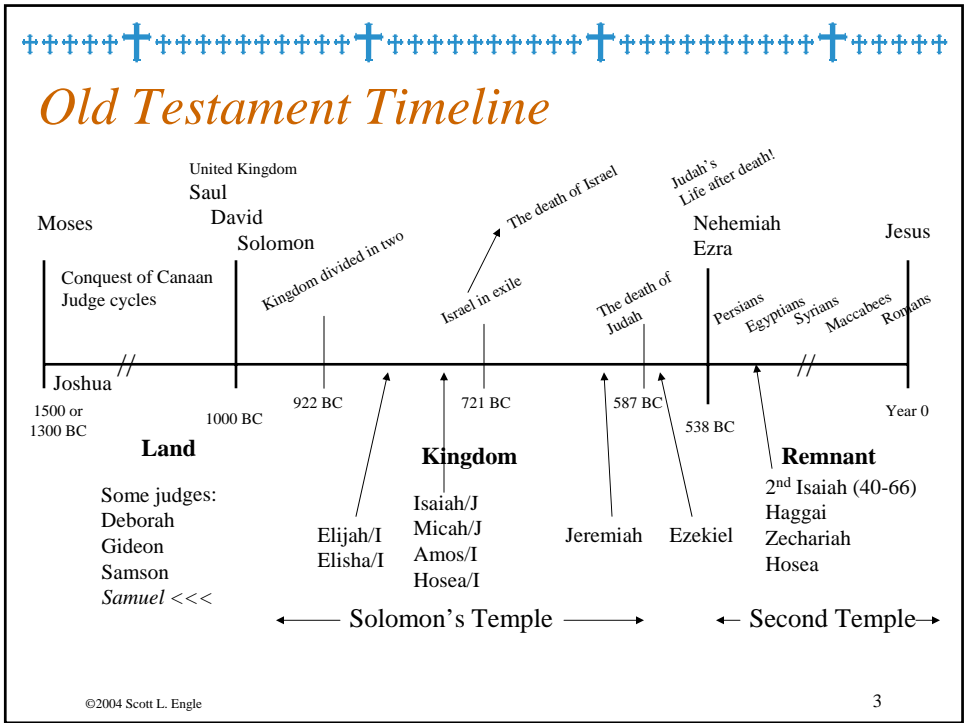 Old Testament Timeline
United Kingdom
Saul
David
Solomon
Moses
Conquest of Canaan
Judge cycles
Joshua
Kingdom divided in two
The death of Israel
Israel in exile
The death of
Judah
Judah's
Life after death!
Nehemiah
Ezra
Persians
Egyptians
Syrians
Maccabees
Romans
Jesus
1500 or
1300 BC
1000 BC
922 BC
721 BC
587 BC
538 BC
Year 0
Land
Some judges:
Deborah
Gideon
Samson
Samuel <<<
Kingdom
Elijah/I
Elisha/I
Isaiah/J
Micah/J
Amos/I
Hosea/I
Jeremiah
Ezekiel
Remnant
2nd Isaiah (40-66)
Haggai
Zechariah
Hosea
Solomon's Temple
Second Temple
©2004 Scott L. Engle
3